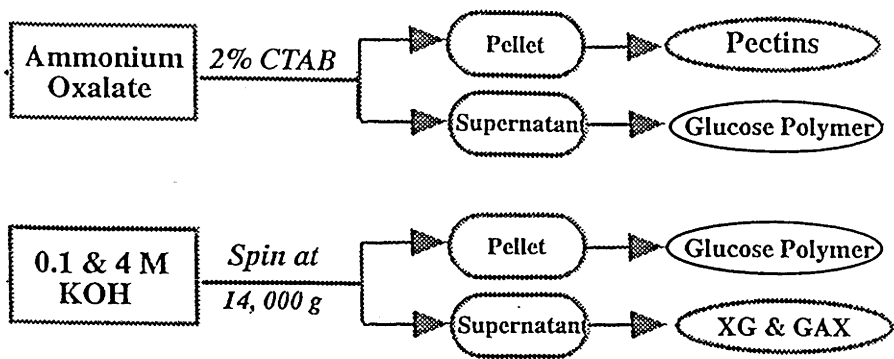 Ammonium
Oxalate
2% CTAB
Pellet
Pectins
Supernatan
Glucose Polymer
0.1 & 4 M
KOH
Spin at
14, 000 g
Pellet
Glucose Polymer
Supernatan
XG & GAX